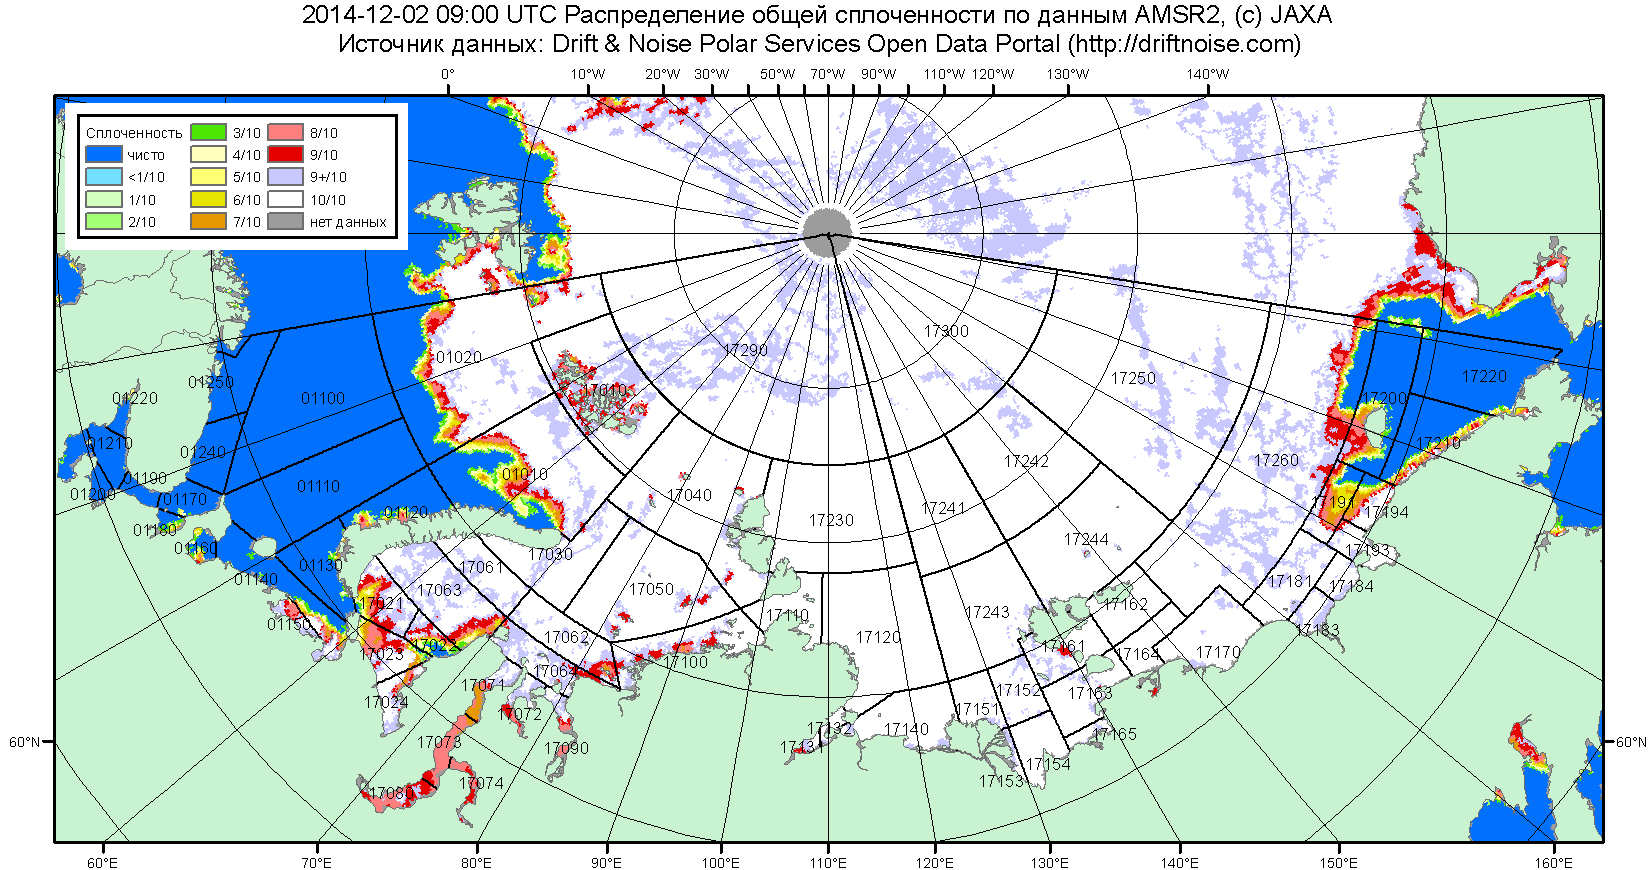 2014-12-02 09:00 UTC Распределение общей сплоченности по данным AMSR2, (c) JAXA
Источник данных: Drift & Noise Polar Services Open Data Portal (http://driftnoise.com)
0° 10°W 20°W 30°W 50°W 70°W 90°W 110°W 120°W 130°W 140°W
Сплоченность 3/10 8/10
чисто 4/10 9/10
<1/10 5/10 9+/10
1/10 6/10 10/10
2/10 7/10 нет данных
17300
17290
01020
17250 17220
01250
17010
01220 01100 17200
01210 17210
01240 17242 17260
01190 01010
01200 01170 01110 17040 17191
17241
01120 17230 17194
01180
01160 17030 17244 17193
01130 17061
01140 17063 17050 17181 17184
17021 17162
01150 17110 17243
17062 17120 17183
17022 17161
17023 17164 17170
17064 17100
17071 17152 17163
17024 17072 17151
17132 17140 17165
17073 17090 17131
17154
17080 17074 17153
60°N 60°N
60°E 70°E 80°E 90°E 100°E 110°E 120°E 130°E 140°E 150°E 160°E